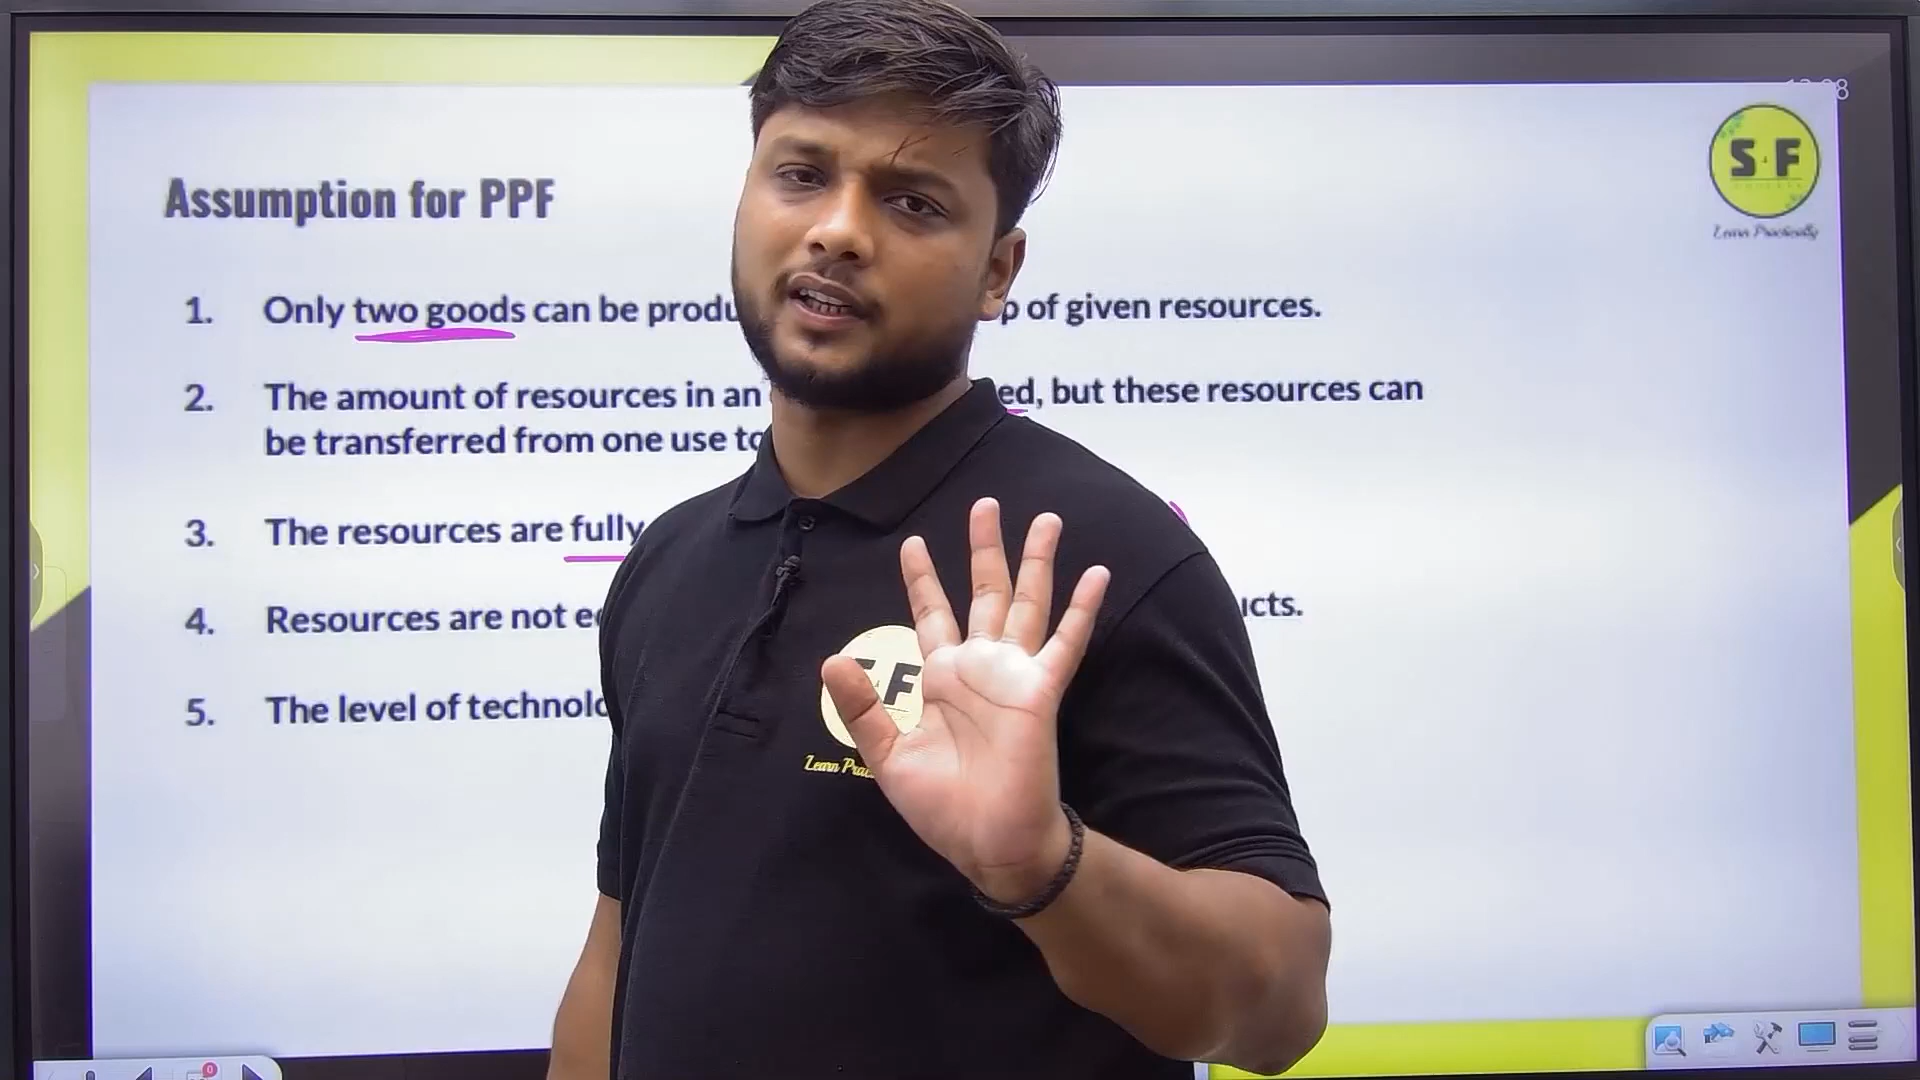 S F
Learn Practically
Assumption for PPF
1. Only two goods can be produ p of given resources.
2. The amount of resources in an ed, but these resources can
be transferred from one use to
3. The resources are fully
4. Resources are not e ucts.
5. The level of technolo
F
Learn Prac
0